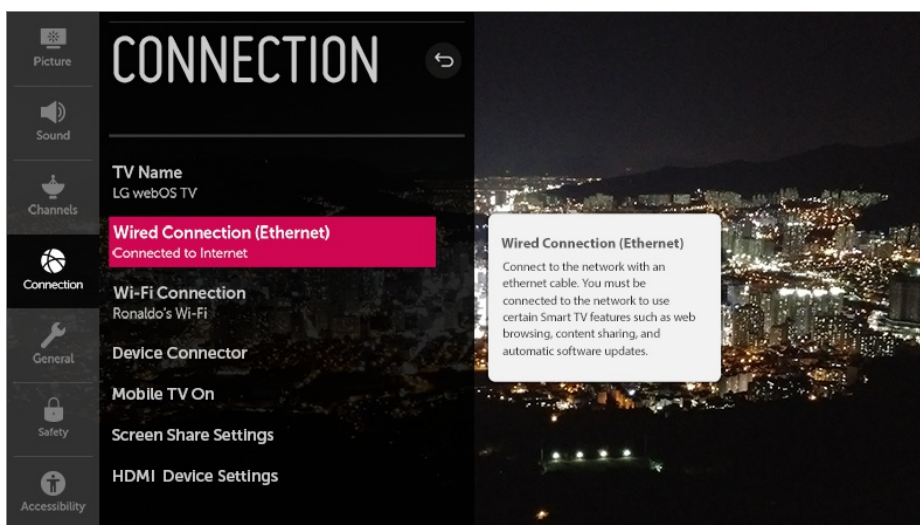 Picture
Sound
Channels
Connection
General
Safety
Accessibility
CONNECTION
TV Name
LG webOS TV
Wired Connection (Ethernet)
Connected to Internet
Wi-Fi Connection
Ronaldo's Wi-Fi
Device Connector
Mobile TV On
Screen Share Settings
HDMI Device Settings
Wired Connection (Ethernet)
Connect to the network with an
ethernet cable. You must be
connected to the network to use
certain Smart TV features such as web
browsing, content sharing, and
automatic software updates.